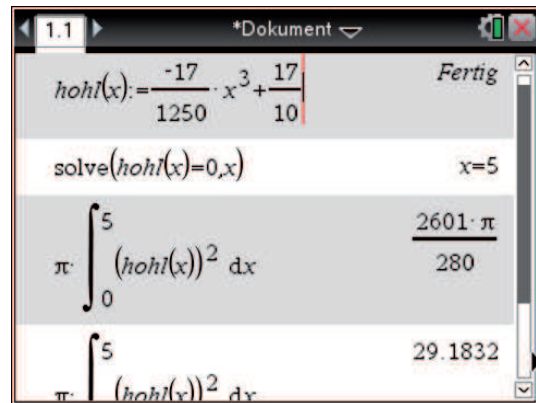 1.1 *Dokument
hohl(x):=-17/1250·x^3+17/10 Fertig
solve(hohl(x)=0,x) x=5
π·∫_0^5 (hohl(x))^2 dx 2601·π/280
π·∫^5 (hohl(x))^2 dx 29.1832